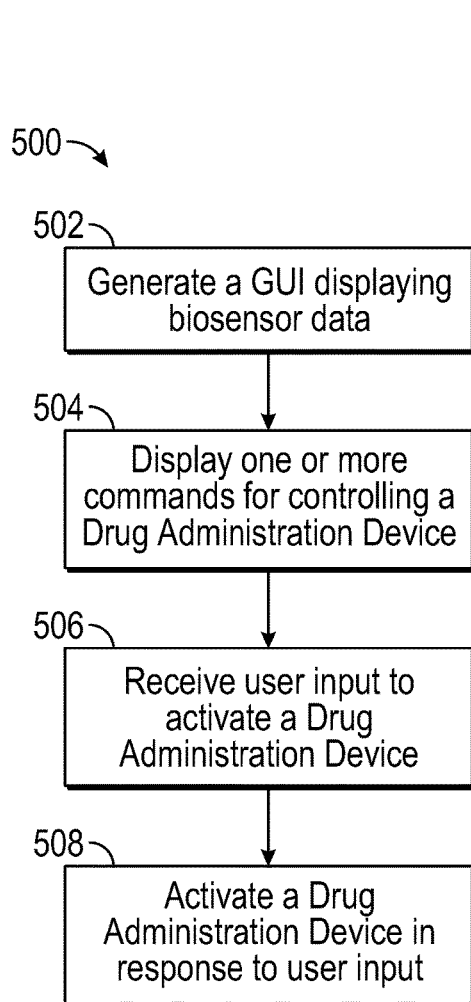 500
502
Generate a GUI displaying
biosensor data
504
Display one or more
commands for controlling a
Drug Administration Device
506
Receive user input to
activate a Drug
Administration Device
508
Activate a Drug
Administration Device in
response to user input